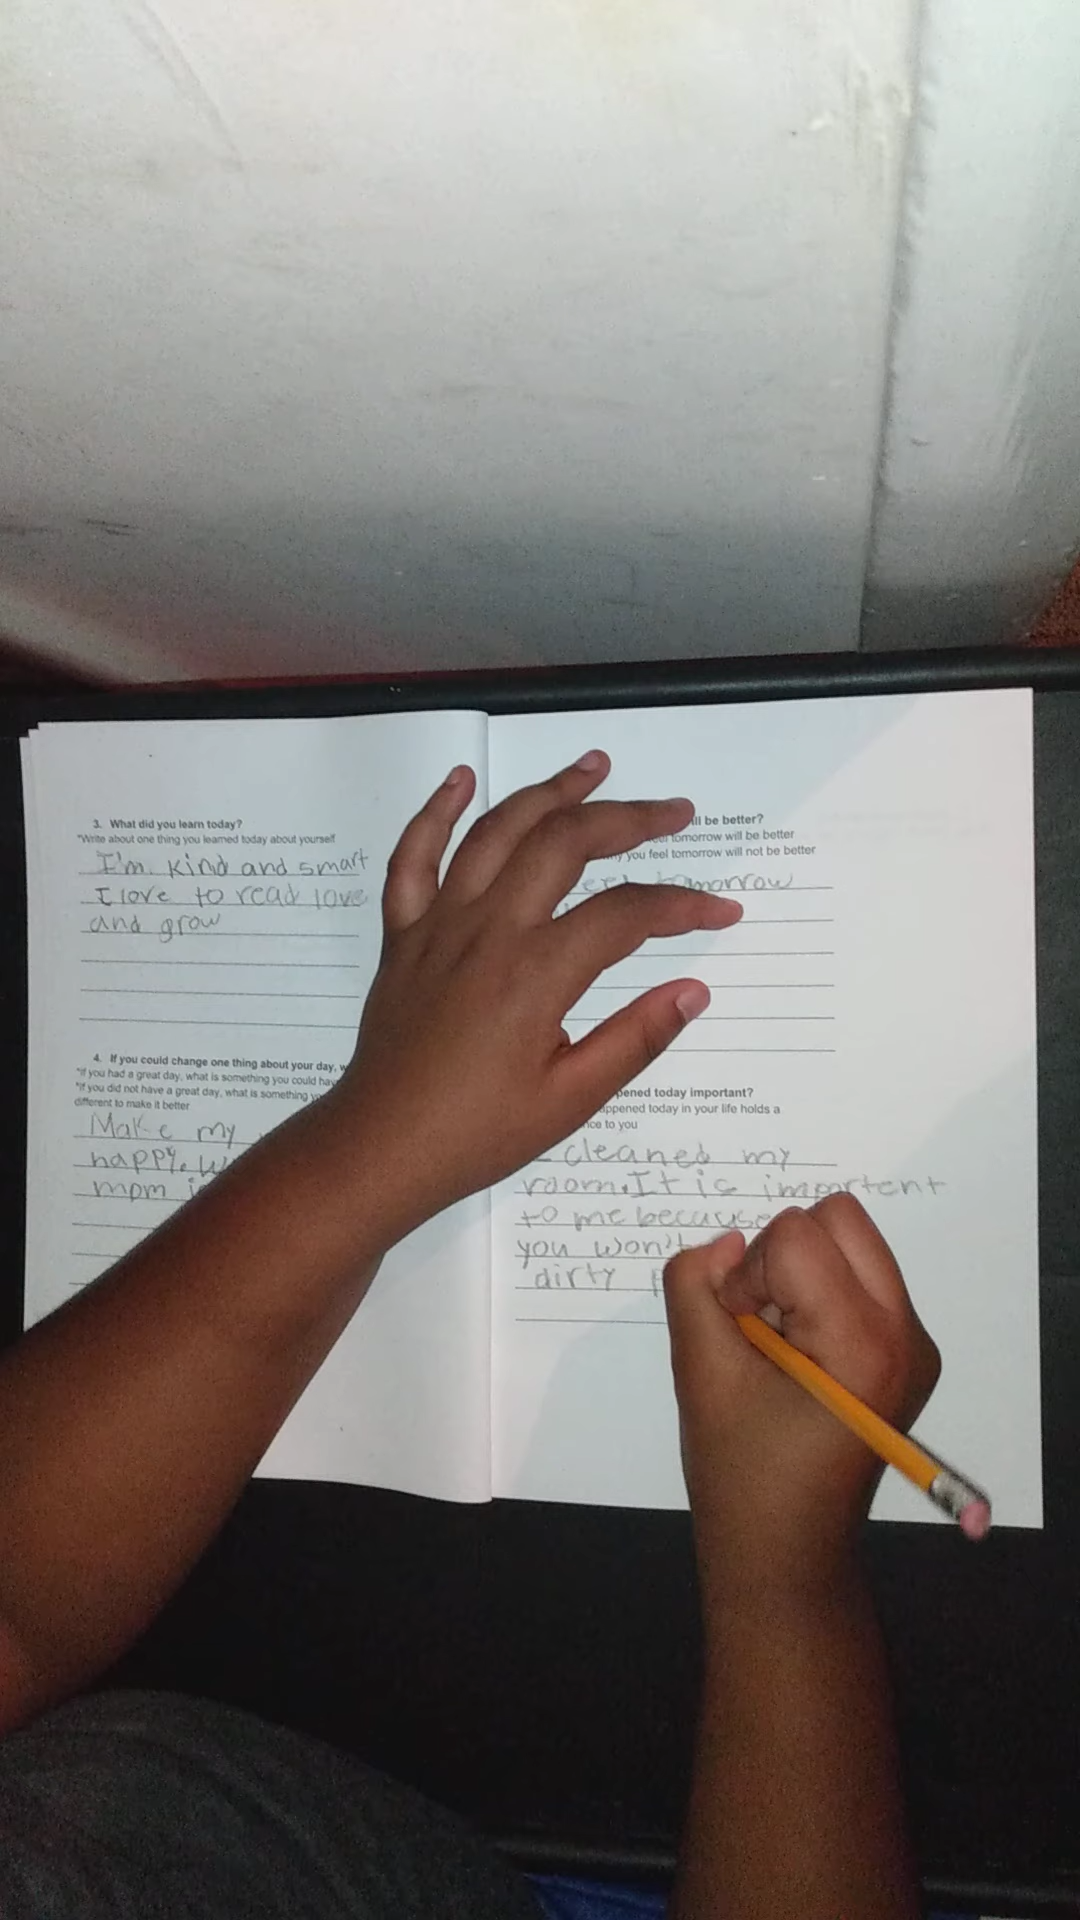 3. What did you learn today?
*Write about one thing you learned today about yourself
I'm kind and smart
I love to read love
and grow
4. If you could change one thing about your day,
*If you had a great day, what is something you could
*If you did not have a great day, what is something
different to make it better
Make my
happy.
mpm
will be better?
tomorrow will be better
you feel tomorrow will not be better
tomorrow
today important?
today in your life holds a
to you
cleaned my
room. It is importent
to me because
you won't
dirty